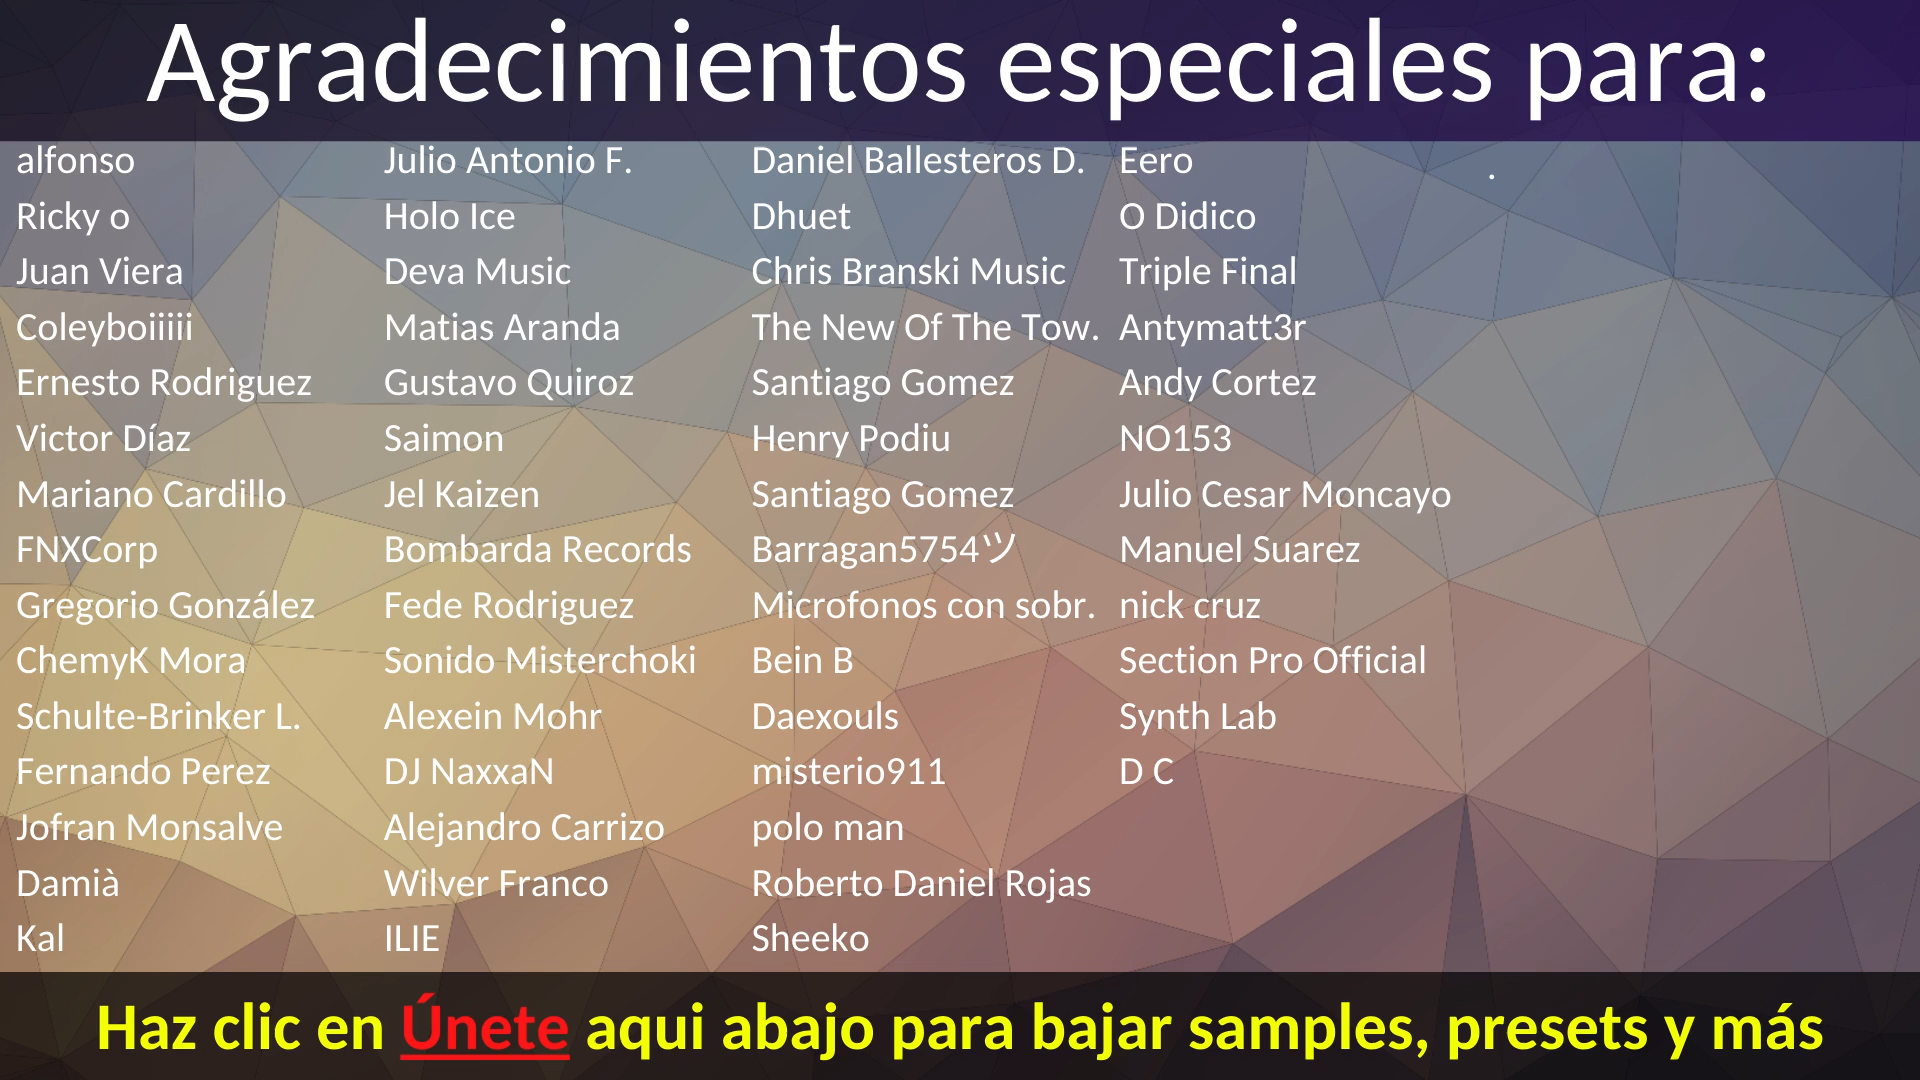 Agradecimientos especiales para:
alfonso
Ricky o
Juan Viera
Coleyboiiiii
Ernesto Rodriguez
Victor Díaz
Mariano Cardillo
FNXCorp
Gregorio González
ChemyK Mora
Schulte-Brinker L.
Fernando Perez
Jofran Monsalve
Damià
Kal
Julio Antonio F.
Holo Ice
Deva Music
Matias Aranda
Gustavo Quiroz
Saimon
Jel Kaizen
Bombarda Records
Fede Rodriguez
Sonido Misterchoki
Alexein Mohr
DJ NaxxaN
Alejandro Carrizo
Wilver Franco
ILIE
Daniel Ballesteros D.
Dhuet
Chris Branski Music
The New Of The Tow.
Santiago Gomez
Henry Podiu
Santiago Gomez
Barragan5754ツ
Microfonos con sobr.
Bein B
Daexouls
misterio911
polo man
Roberto Daniel Rojas
Sheeko
Eero
O Didico
Triple Final
Antymatt3r
Andy Cortez
NO153
Julio Cesar Moncayo
Manuel Suarez
nick cruz
Section Pro Official
Synth Lab
D C
.
Haz clic en Únete aqui abajo para bajar samples, presets y más